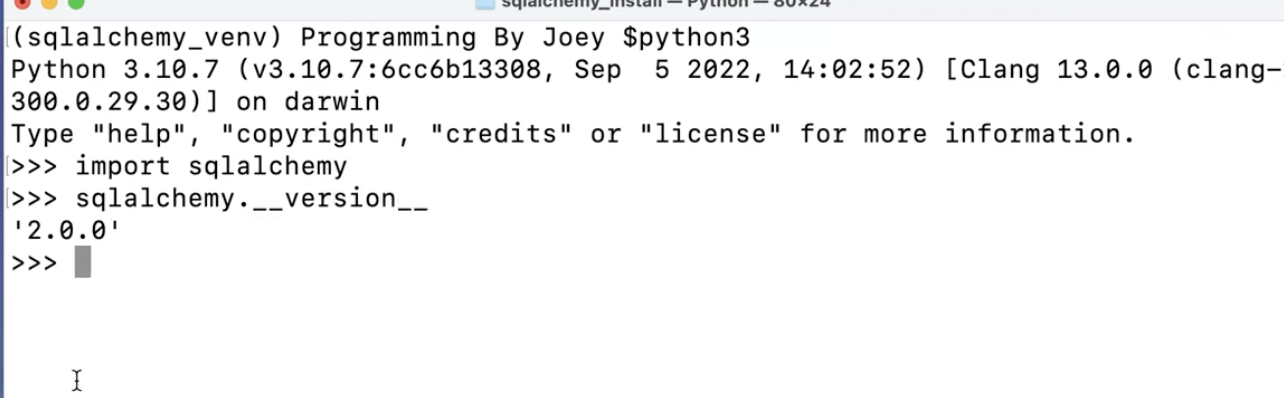 sqlalchemy_install — Python — 80×24
(sqlalchemy_venv) Programming By Joey $python3
Python 3.10.7 (v3.10.7:6cc6b13308, Sep  5 2022, 14:02:52) [Clang 13.0.0 (clang-
300.0.29.30)] on darwin
Type "help", "copyright", "credits" or "license" for more information.
>>> import sqlalchemy
>>> sqlalchemy.__version__
'2.0.0'
>>>